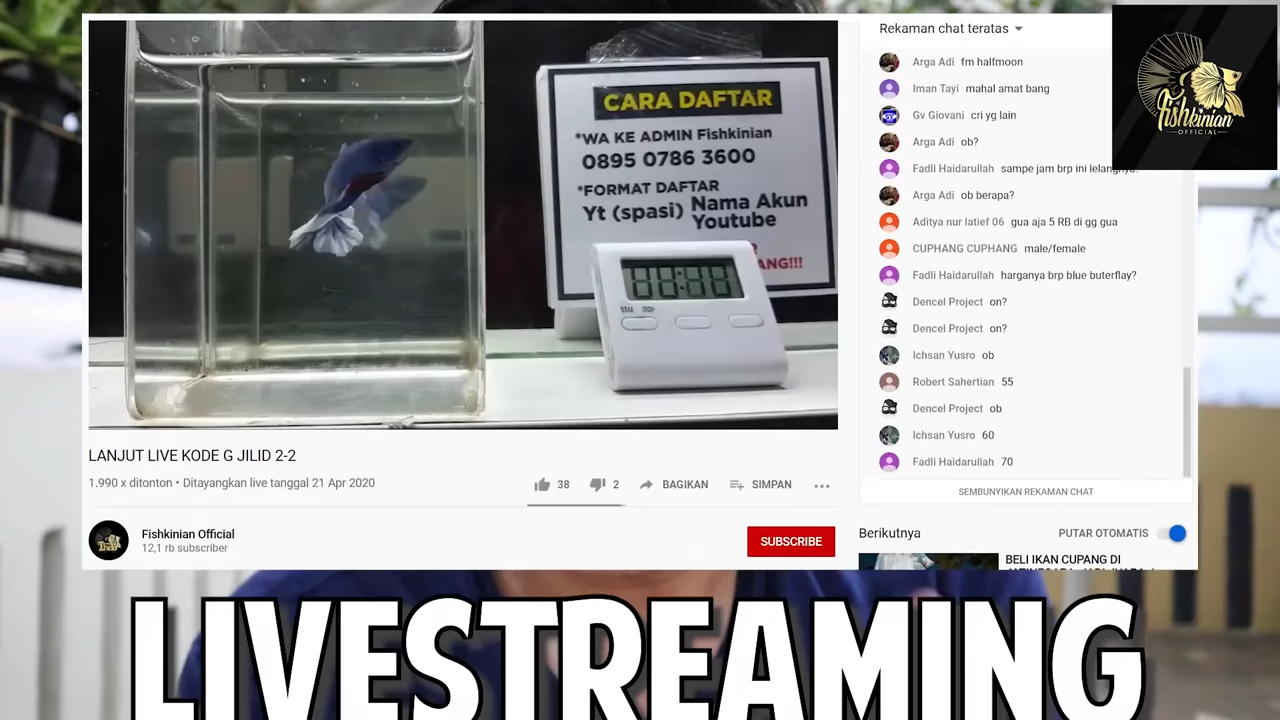 CARA DAFTAR
*WA KE ADMIN Fishkinian
0895 0786 3600
*FORMAT DAFTAR
Yt (spasi) Nama Akun
Youtube
ANG!!!
Rekaman chat teratas
Arga Adi fm halfmoon
Iman Tayi mahal amat bang
Gv Giovani cri yg lain
Arga Adi ob?
Fadli Haidarullah sampe jam brp ini lelangnya?
Arga Adi ob berapa?
Aditya nur latief 06 gua aja 5 RB di gg gua
CUPHANG CUPHANG male/female
Fadli Haidarullah harganya brp blue buterflay?
Dencel Project on?
Dencel Project on?
Ichsan Yusro ob
Robert Sahertian 55
Dencel Project ob
Ichsan Yusro 60
Fadli Haidarullah 70
SEMBUNYIKAN REKAMAN CHAT
fishkinian
OFFICIAL
LANJUT LIVE KODE G JILID 2-2
1.990 x ditonton • Ditayangkan live tanggal 21 Apr 2020
38 2 BAGIKAN SIMPAN
Fishkinian Official
12,1 rb subscriber
SUBSCRIBE
Berikutnya PUTAR OTOMATIS
BELI IKAN CUPANG DI
LIVESTREAMING